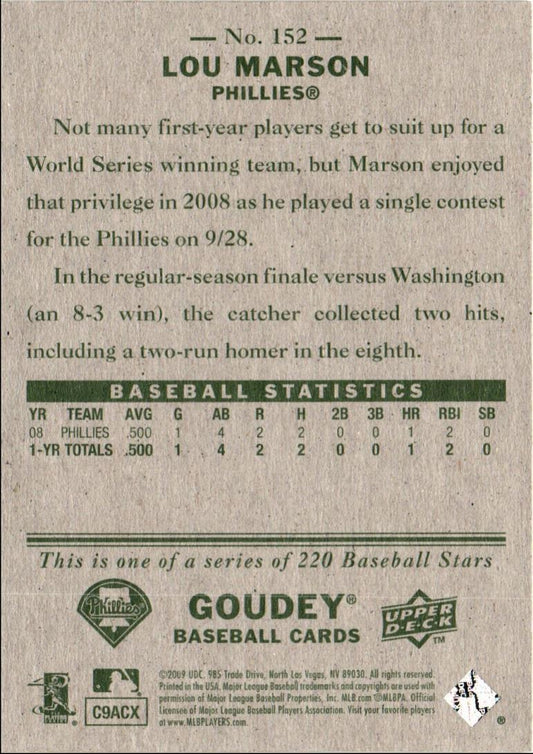 — No. 152 —
LOU MARSON
PHILLIES®
Not many first-year players get to suit up for a
World Series winning team, but Marson enjoyed
that privilege in 2008 as he played a single contest
for the Phillies on 9/28.
In the regular-season finale versus Washington
(an 8-3 win), the catcher collected two hits,
including a two-run homer in the eighth.
BASEBALL STATISTICS
YR TEAM AVG G AB R H 2B 3B HR RBI SB
08 PHILLIES .500 1 4 2 2 0 0 1 2 0
1-YR TOTALS .500 1 4 2 2 0 0 1 2 0
This is one of a series of 220 Baseball Stars
Phillies
GOUDEY®
BASEBALL CARDS
UPPER
DECK
™
©2009 UDC. 985 Trade Drive, North Las Vegas, NV 89030. All rights reserved.
Printed in the USA. Major League Baseball trademarks and copyrights are used with
permission of Major League Baseball Properties, Inc. MLB.com ©MLBPA. Official
Licensee of Major League Baseball Players Association. Visit your favorite players
at www.MLBPLAYERS.com.
C9ACX
®